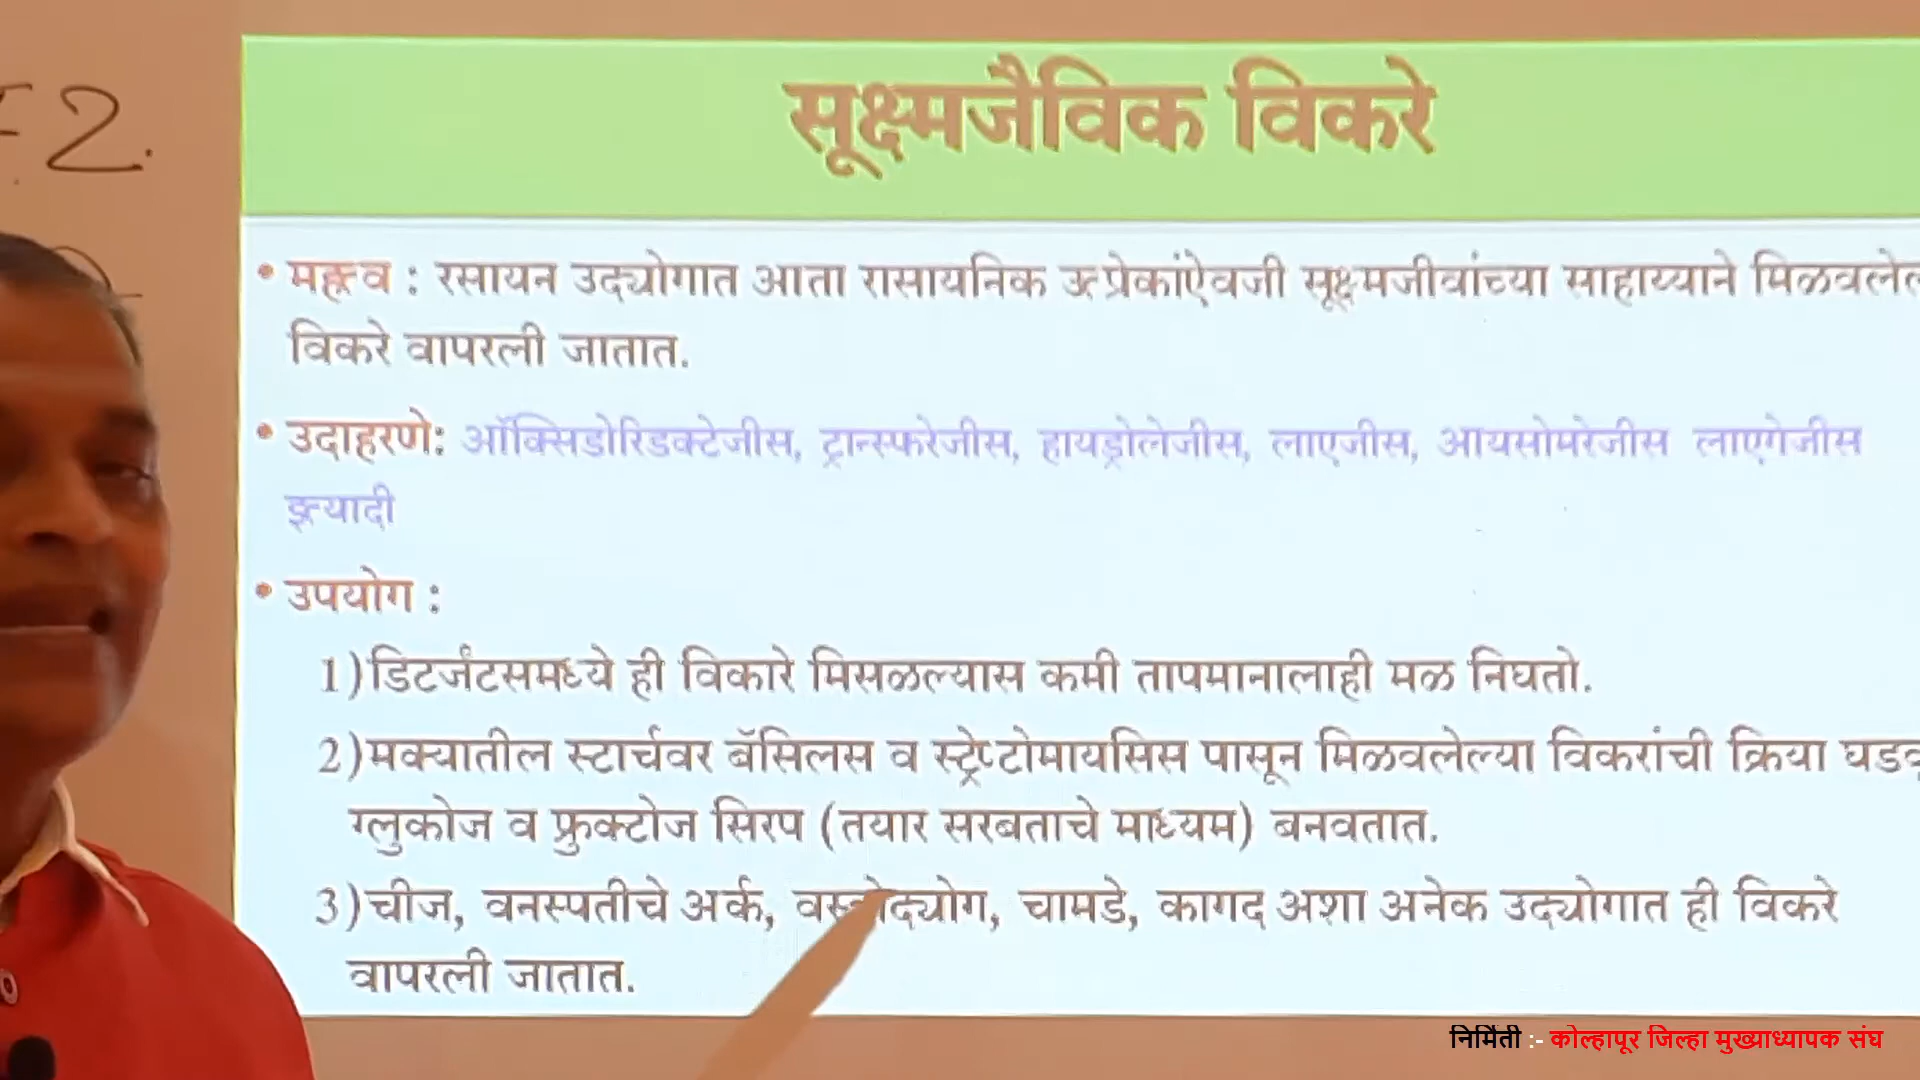 2.
सूक्ष्मजैविक विकरे
• महत्त्व : रसायन उद्योगात आता रासायनिक उत्प्रेकांऐवजी सूक्ष्मजीवांच्या साहाय्याने
विकरे वापरली जातात.
• उदाहरणे: ऑक्सिडोरिडक्टेजीस, ट्रान्स्फरेजीस, हायड्रोलेजीस, लाएजीस, आयसोमरेजीस लाएगेजीस
इत्यादी
• उपयोग :
1)डिटर्जंटसमध्ये ही विकारे मिसळल्यास कमी तापमानालाही मळ निघतो.
2)मक्यातील स्टार्चवर बॅसिलस व स्ट्रेप्टोमायसिस पासून मिळवलेल्या विकरांची क्रिया
ग्लुकोज व फ्रुक्टोज सिरप (तयार सरबताचे माध्यम) बनवतात.
3)चीज, वनस्पतीचे अर्क, वस्त्रोद्योग, चामडे, कागद अशा अनेक उद्योगात ही विकरे
वापरली जातात.
निर्मिती :- कोल्हापूर जिल्हा मुख्याध्यापक संघ